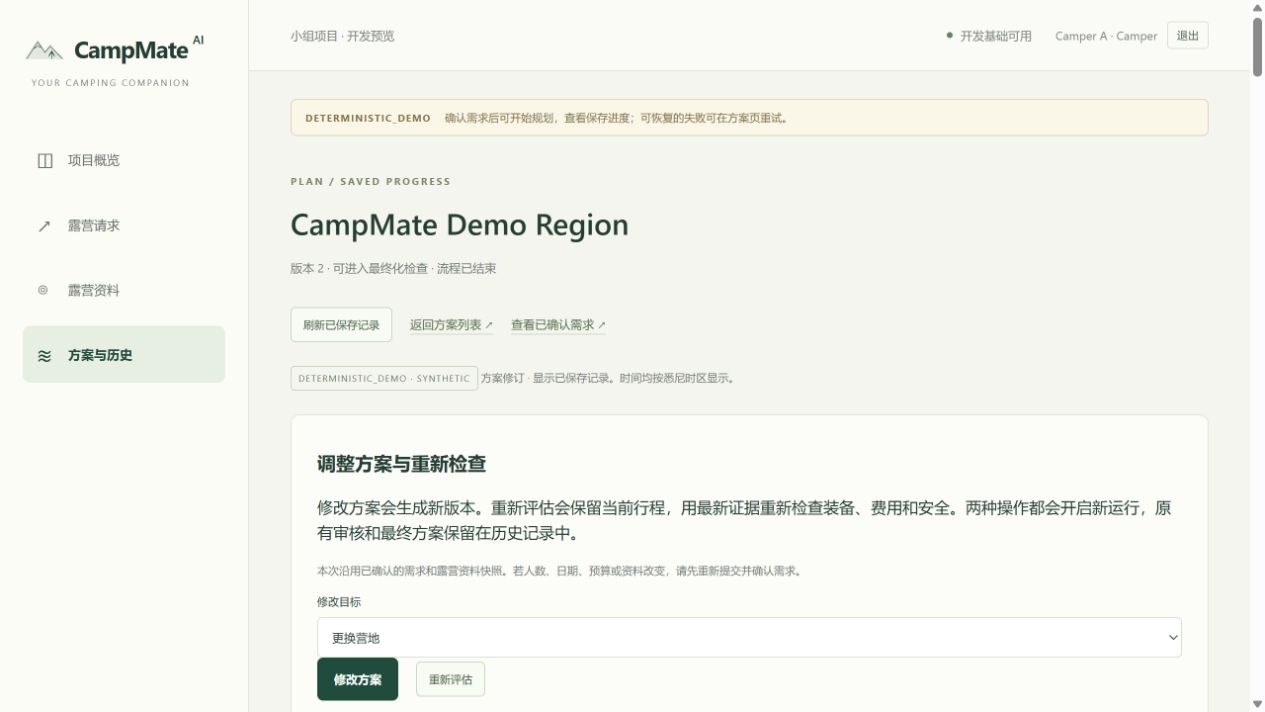 CampMate AI
YOUR CAMPING COMPANION
项目概览
露营请求
露营资料
方案与历史
小组项目 · 开发预览
开发基础可用
Camper A · Camper
退出
DETERMINISTIC_DEMO 确认需求后可开始规划，查看保存进度；可恢复的失败可在方案页重试。
PLAN / SAVED PROGRESS
CampMate Demo Region
版本 2 · 可进入最终化检查 · 流程已结束
刷新已保存记录 返回方案列表 ↗ 查看已确认需求 ↗
DETERMINISTIC_DEMO · SYNTHETIC 方案修订 · 显示已保存记录。时间均按悉尼时区显示。
调整方案与重新检查
修改方案会生成新版本。重新评估会保留当前行程，用最新证据重新检查装备、费用和安全。两种操作都会开启新运行，原
有审核和最终方案保留在历史记录中。
本次沿用已确认的需求和露营资料快照。若人数、日期、预算或资料改变，请先重新提交并确认需求。
修改目标
更换营地
修改方案 重新评估